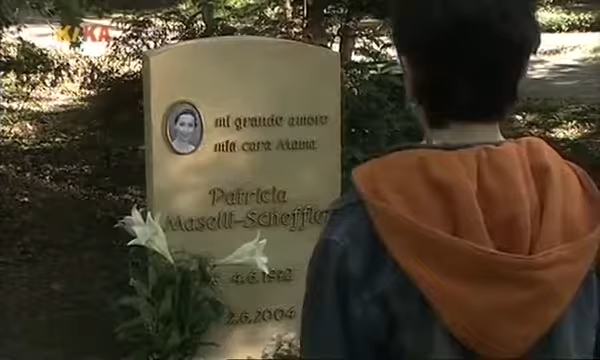 KiKA
mi grande amore
mia cara Mama
Patricia
Maselli-Scheffler
4.6.1972
2.6.2004